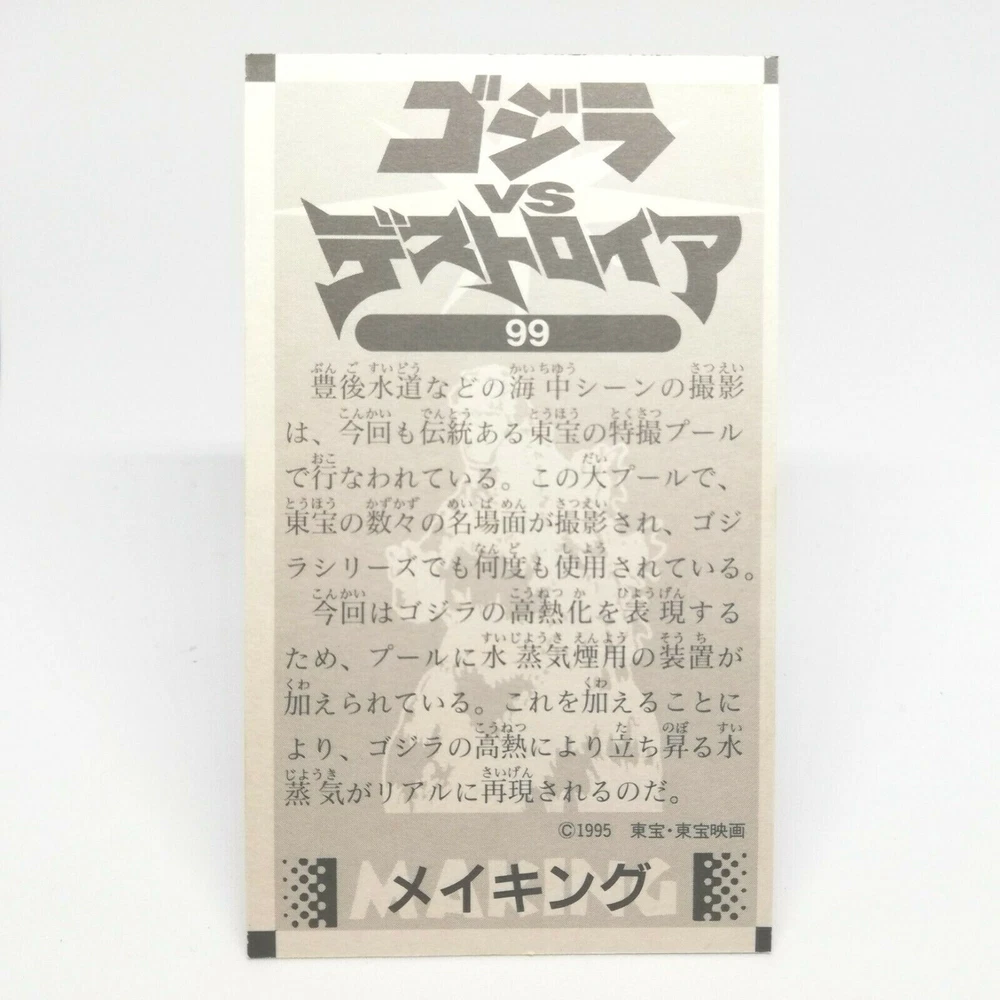 ゴジラ
VS
デストロイア
99
豊後水道などの海中シーンの撮影
は、今回も伝統ある東宝の特撮プール
で行なわれている。この大プールで、
東宝の数々の名場面が撮影され、ゴジ
ラシリーズでも何度も使用されている。
今回はゴジラの高熱化を表現する
ため、プールに水蒸気煙用の装置が
加えられている。これを加えることに
より、ゴジラの高熱により立ち昇る水
蒸気がリアルに再現されるのだ。
©1995 東宝・東宝映画
MAKING
メイキング